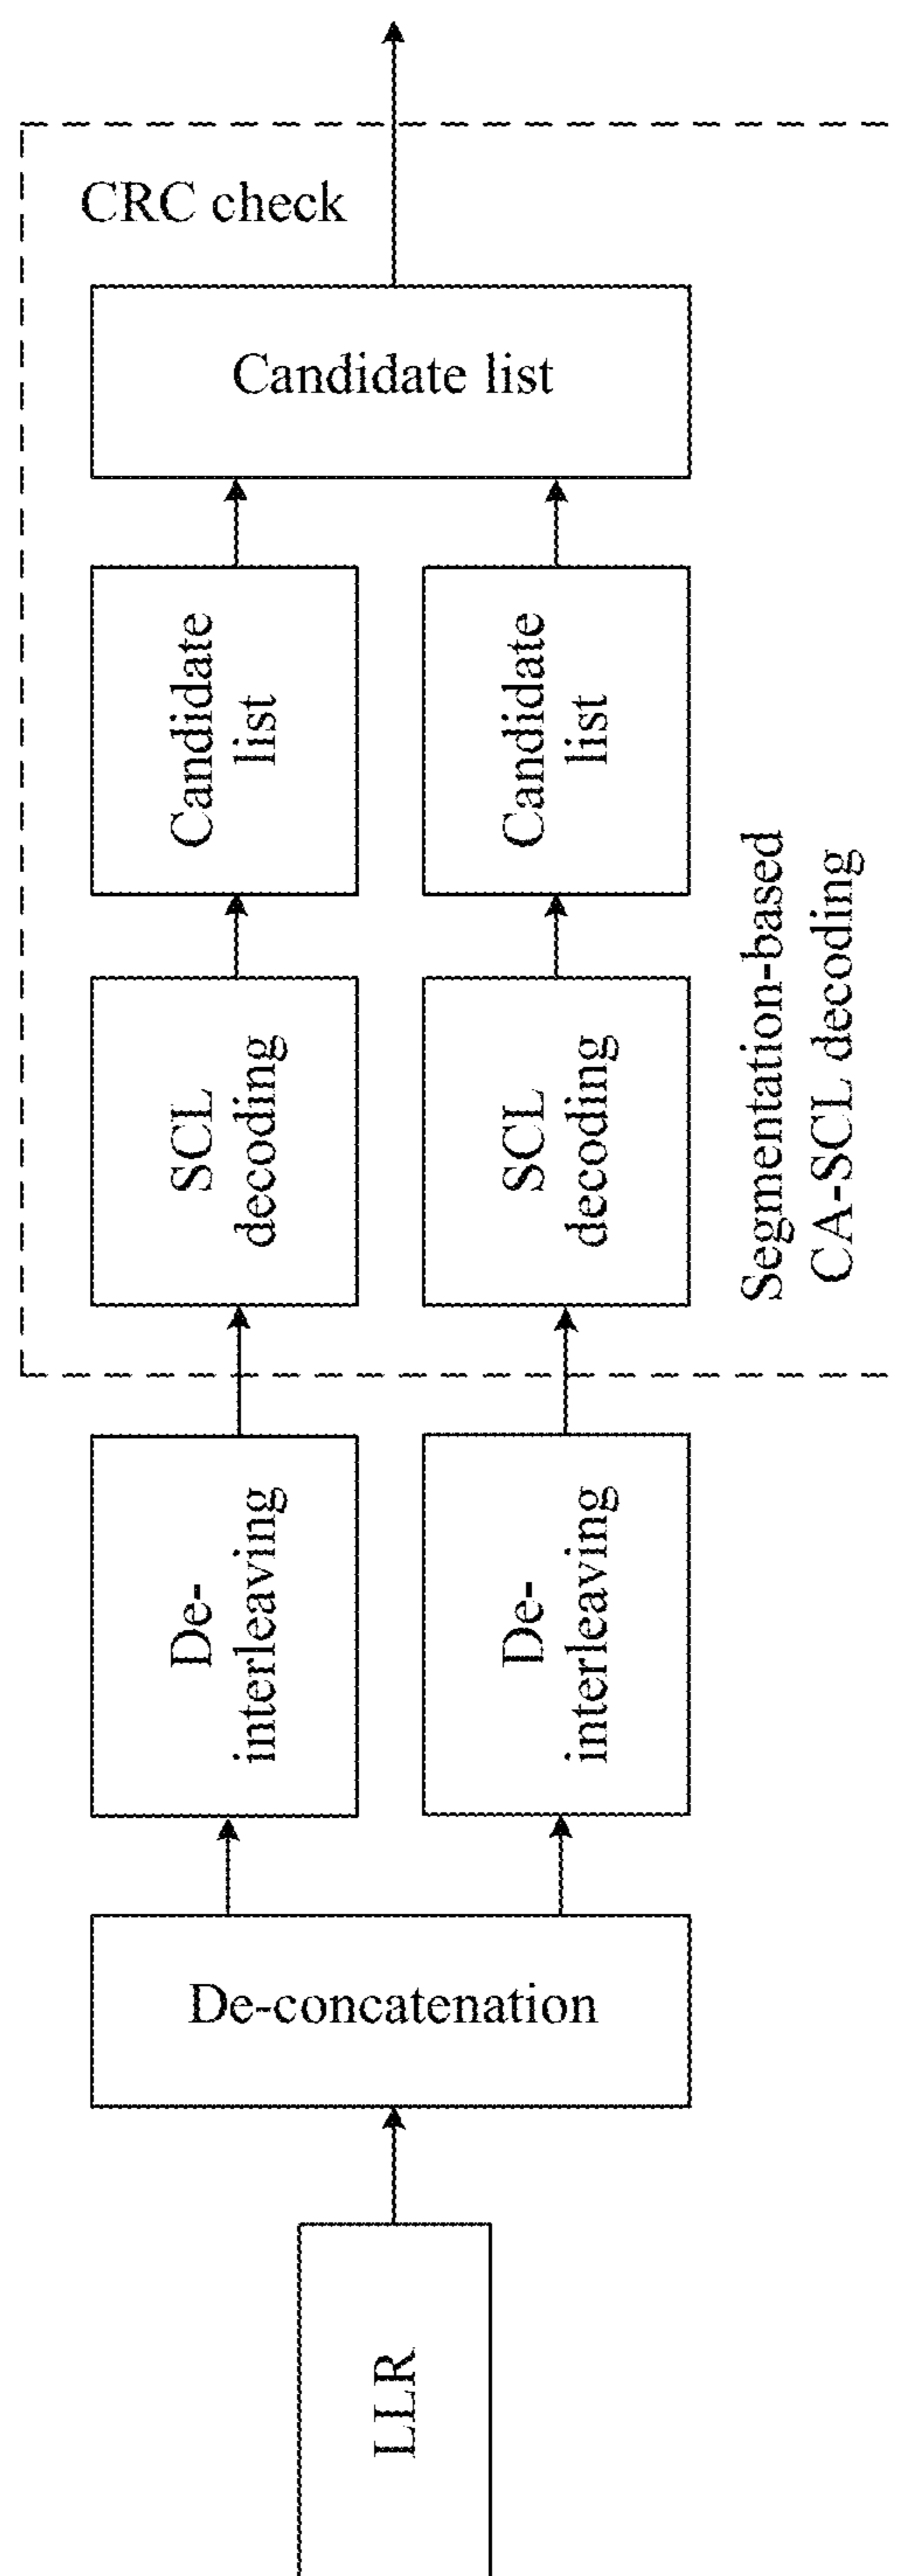 CRC check
Candidate list
Candidate
list
Candidate
list
SCL
decoding
SCL
decoding
Segmentation-based
CA-SCL decoding
De-
interleaving
De-
interleaving
De-concatenation
LLR